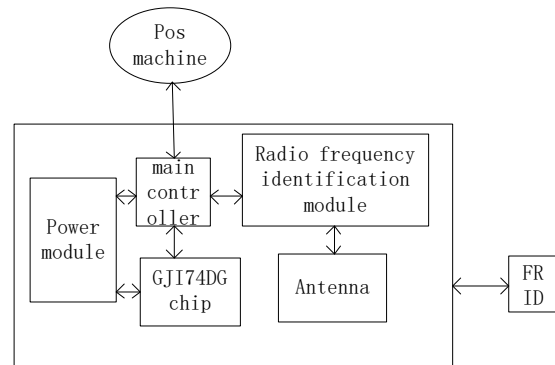 Pos
machine
main
contr
oller
Radio frequency
identification
module
Power
module
GJI74DG
chip
Antenna
FR
ID